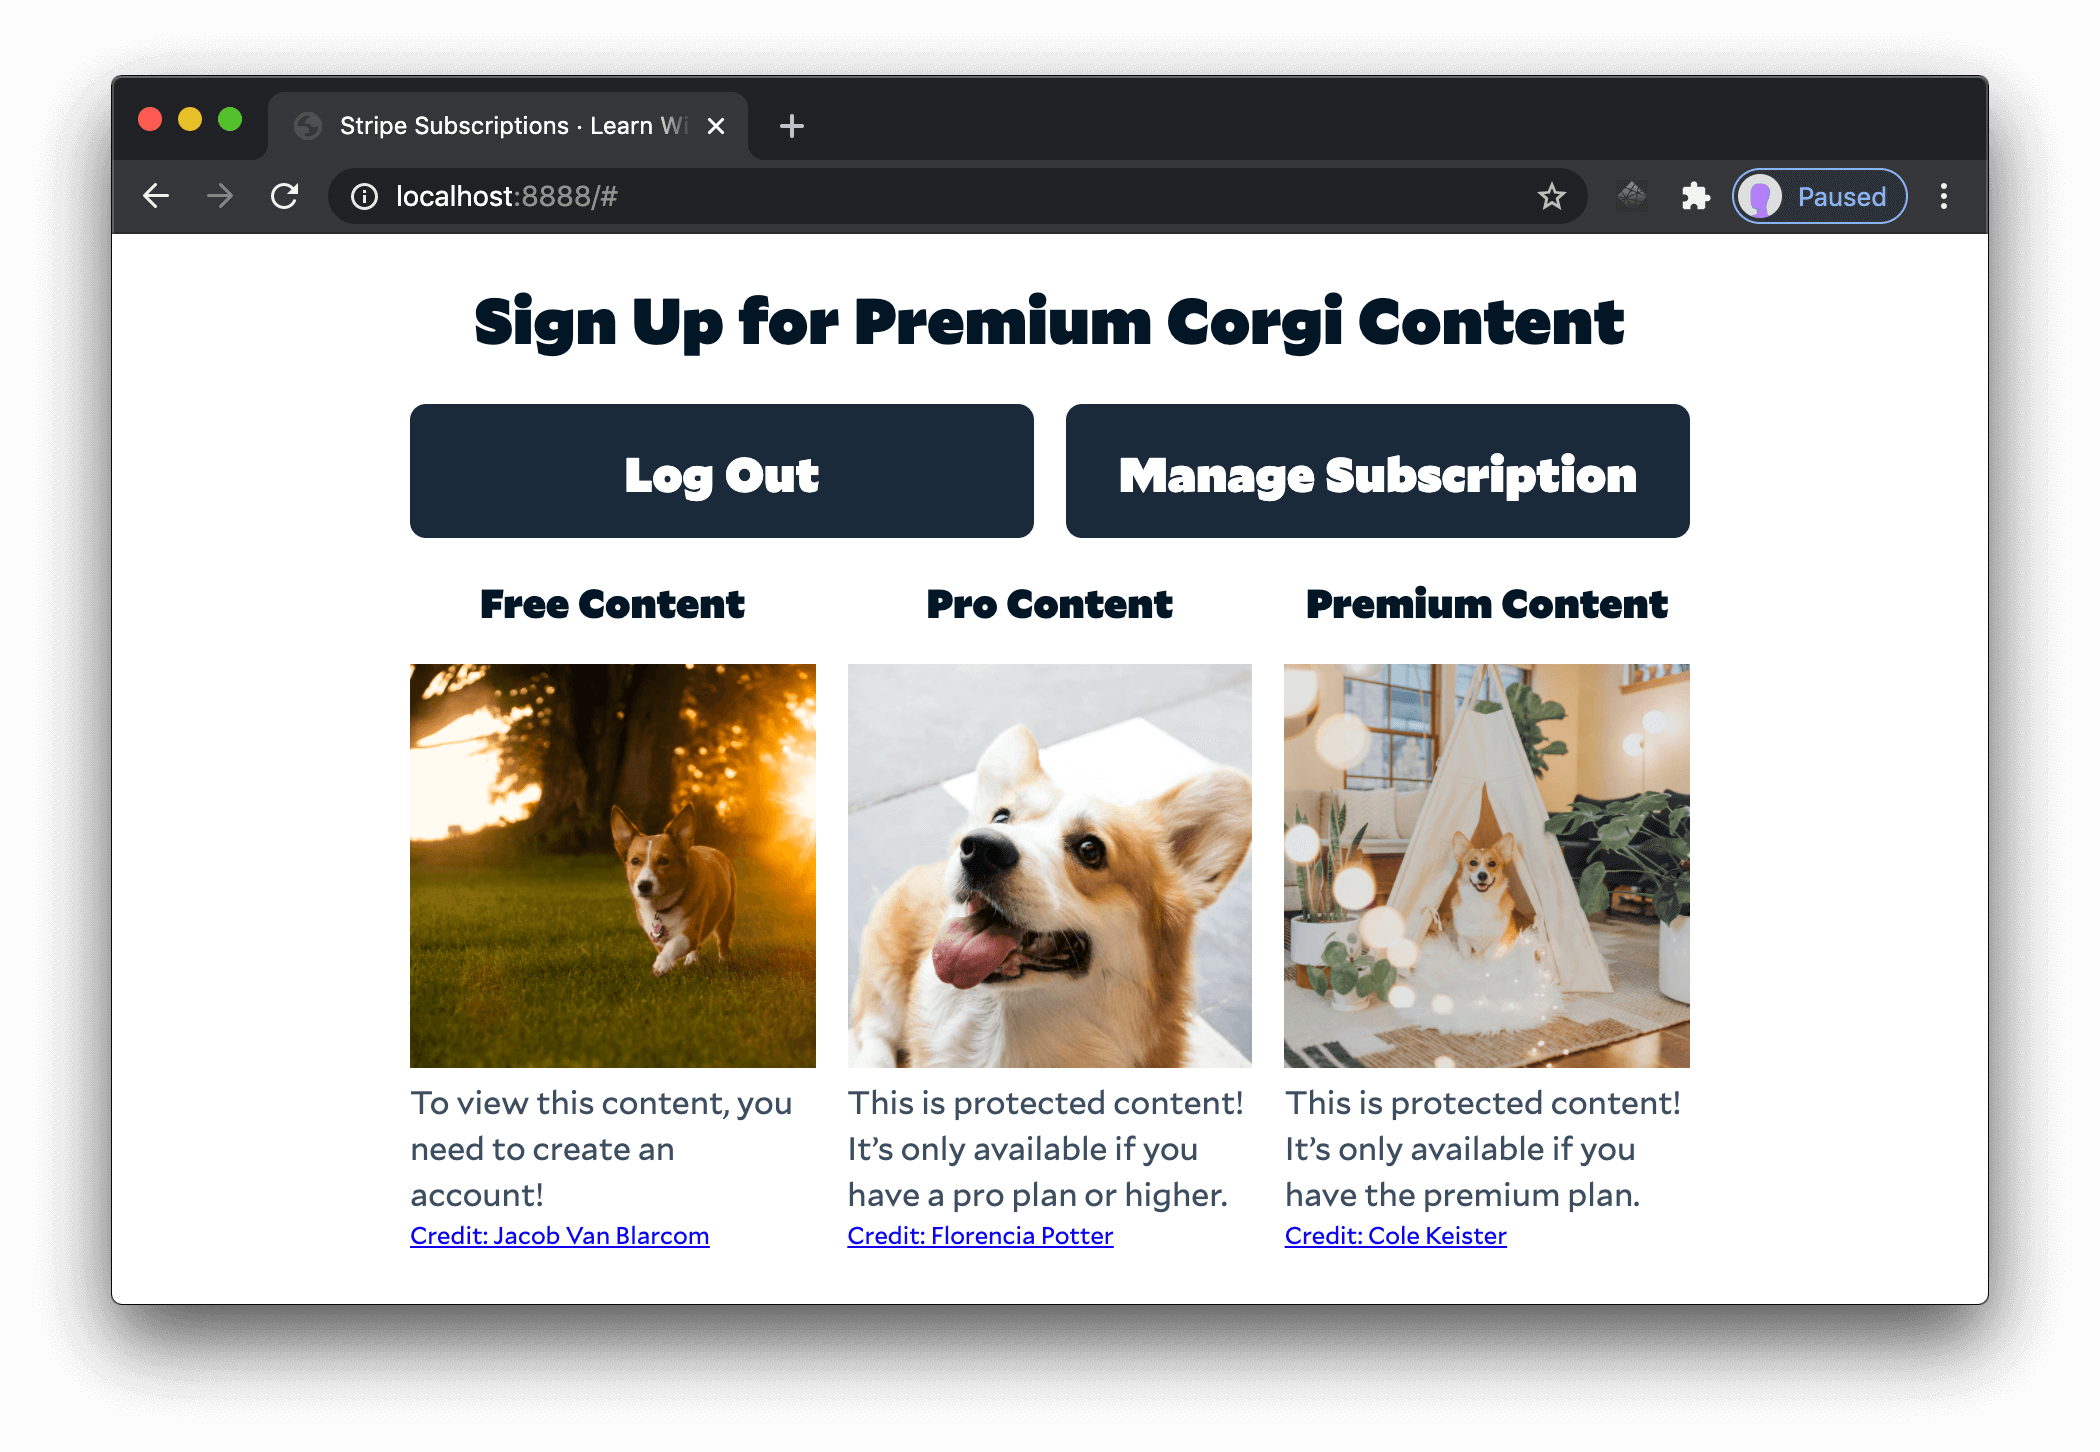 Stripe Subscriptions · Learn Wi
localhost:8888/#
Paused
Sign Up for Premium Corgi Content
Log Out
Manage Subscription
Free Content
Pro Content
Premium Content
To view this content, you
need to create an
account!
Credit: Jacob Van Blarcom
This is protected content!
It’s only available if you
have a pro plan or higher.
Credit: Florencia Potter
This is protected content!
It’s only available if you
have the premium plan.
Credit: Cole Keister